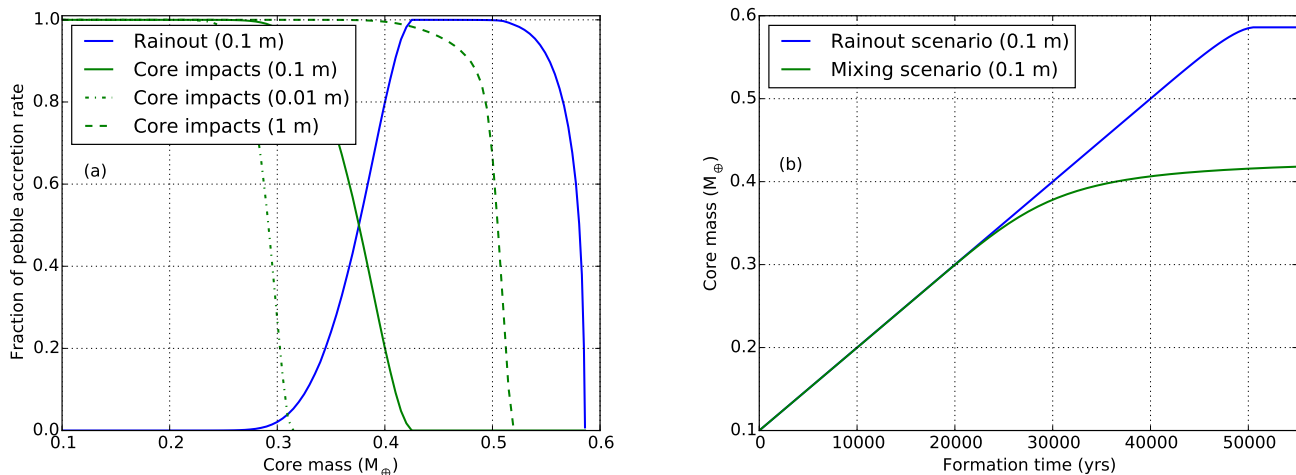 1.0
0.8
0.6
0.4
0.2
0.0
Fraction of pebble accretion rate
Rainout (0.1 m)
Core impacts (0.1 m)
Core impacts (0.01 m)
Core impacts (1 m)
(a)
0.1 0.2 0.3 0.4 0.5 0.6
Core mass (M⊕)
0.6
0.5
0.4
0.3
0.2
0.1
Core mass (M⊕)
Rainout scenario (0.1 m)
Mixing scenario (0.1 m)
(b)
0 10000 20000 30000 40000 50000
Formation time (yrs)